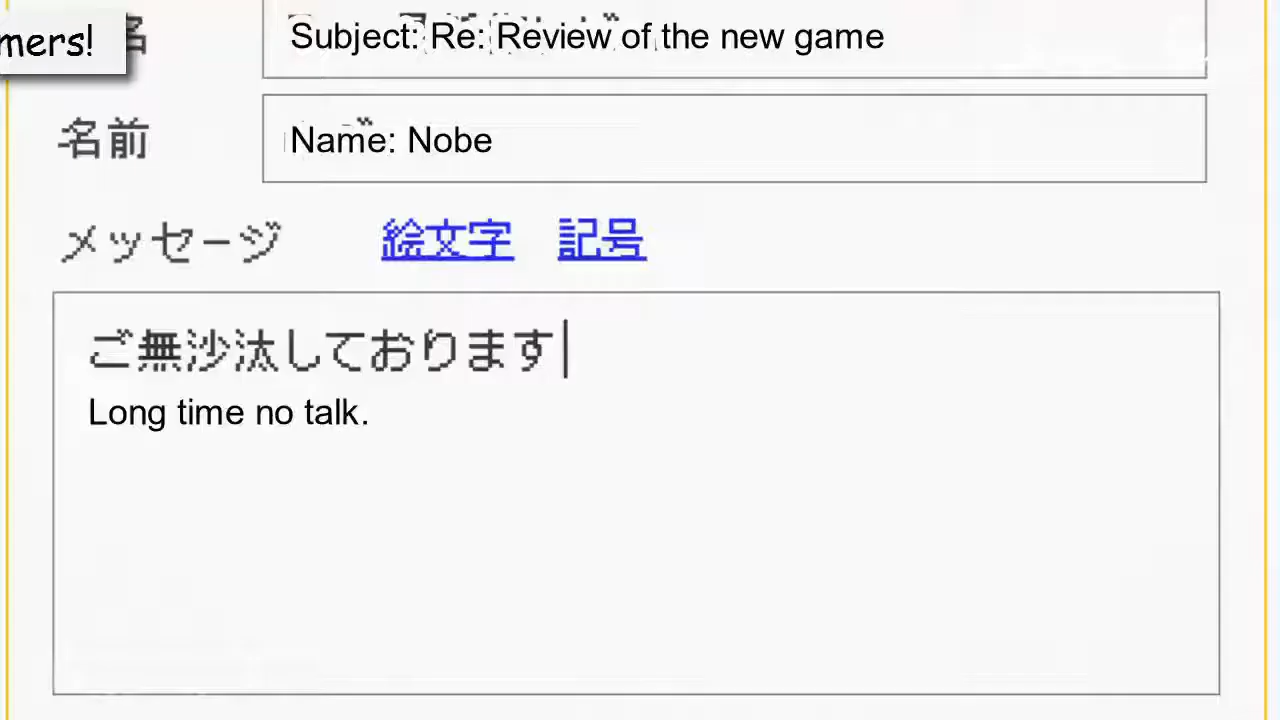 mers!
名
Subject: Re: Review of the new game
名前
Name: Nobe
メッセージ 絵文字 記号
ご無沙汰しております
Long time no talk.